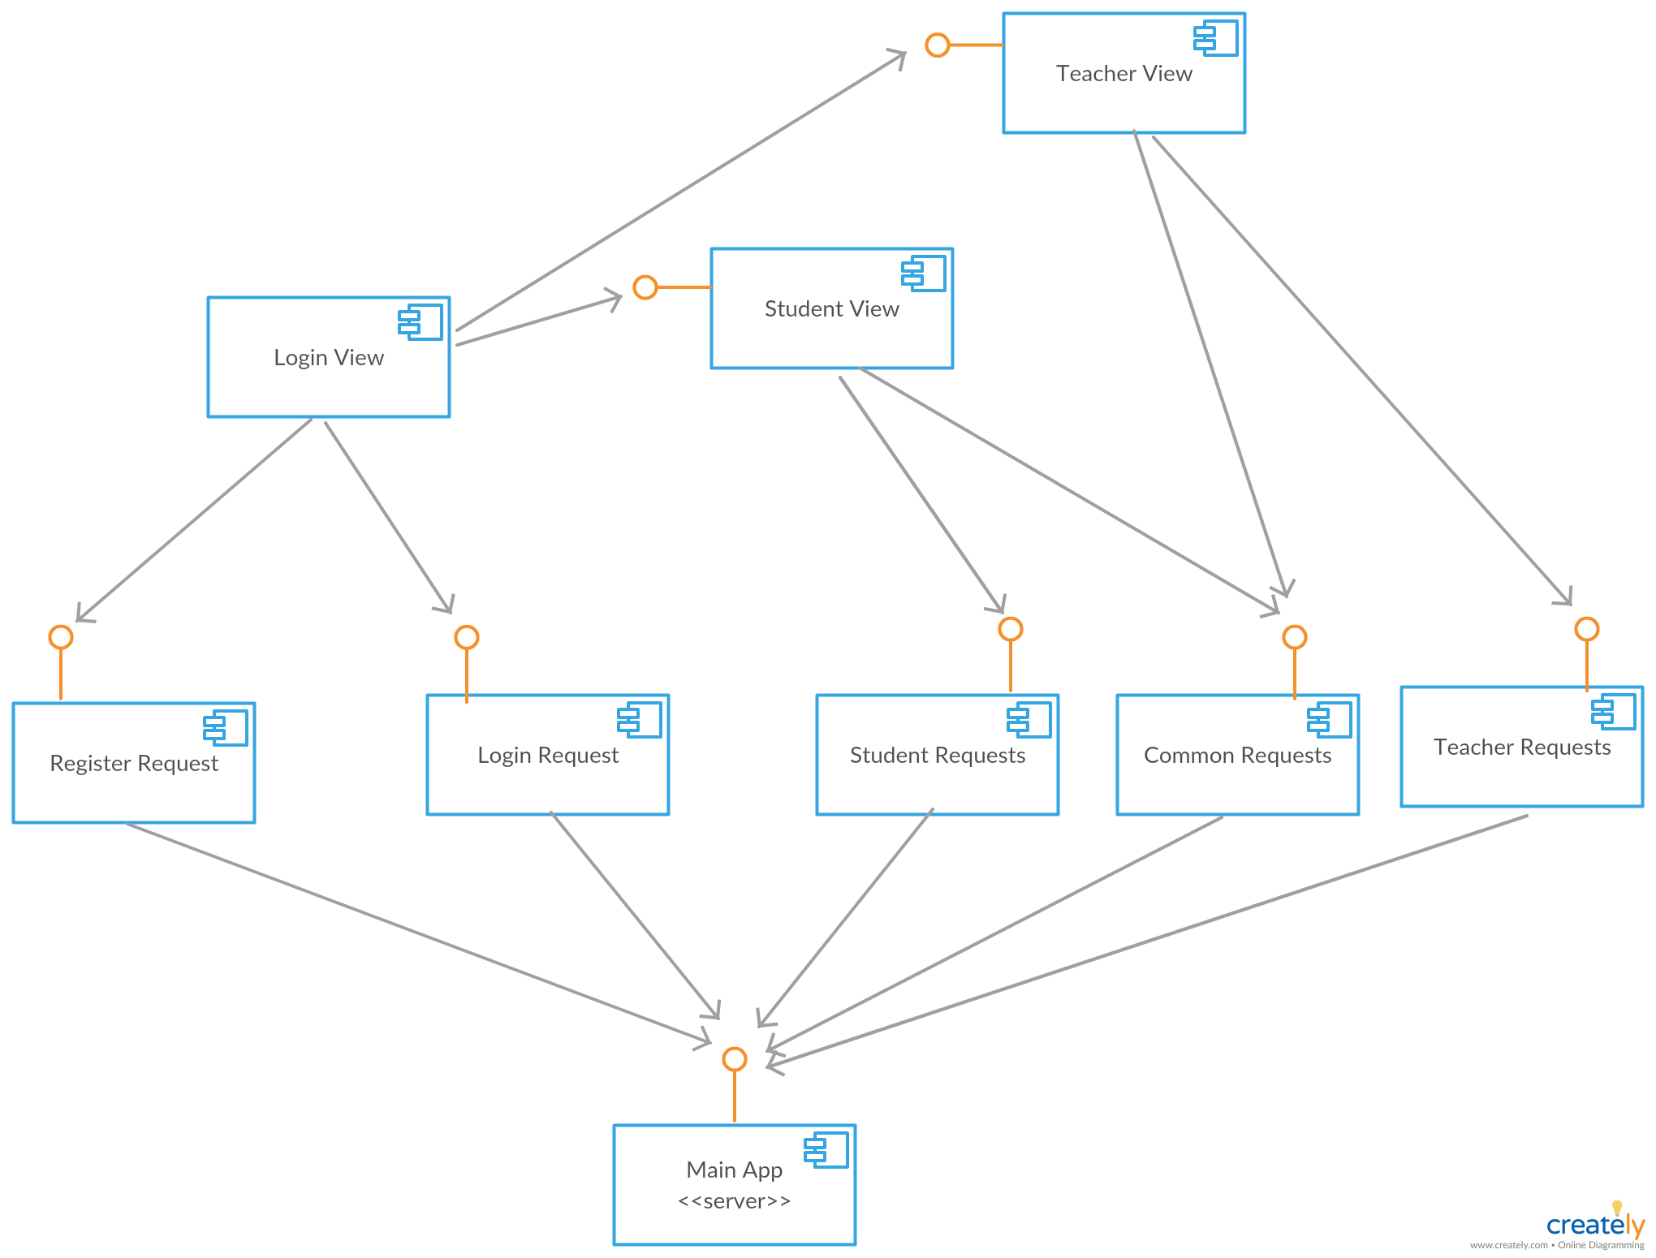 Teacher View
Student View
Login View
Register Request
Login Request
Student Requests
Common Requests
Teacher Requests
Main App
<<server>>
creately
www.creately.com • Online Diagramming